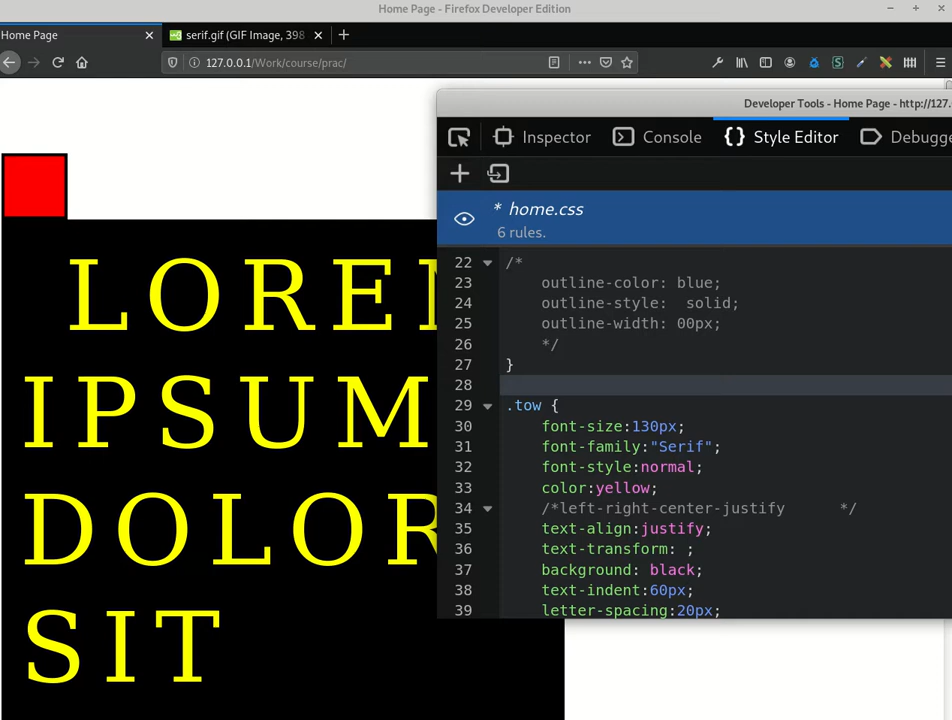 Home Page - Firefox Developer Edition
Home Page
serif.gif (GIF Image, 398
127.0.0.1/Work/course/prac/
Developer Tools - Home Page - http://127.
Inspector
Console
{} Style Editor
Debugge
* home.css
6 rules.
22 /*
23 outline-color: blue;
24 outline-style:  solid;
25 outline-width: 00px;
26 */
27 }
28
29 .tow {
30 font-size:130px;
31 font-family:"Serif";
32 font-style:normal;
33 color:yellow;
34 /*left-right-center-justify      */
35 text-align:justify;
36 text-transform: ;
37 background: black;
38 text-indent:60px;
39 letter-spacing:20px;
LOREM
IPSUM
DOLOR
SIT